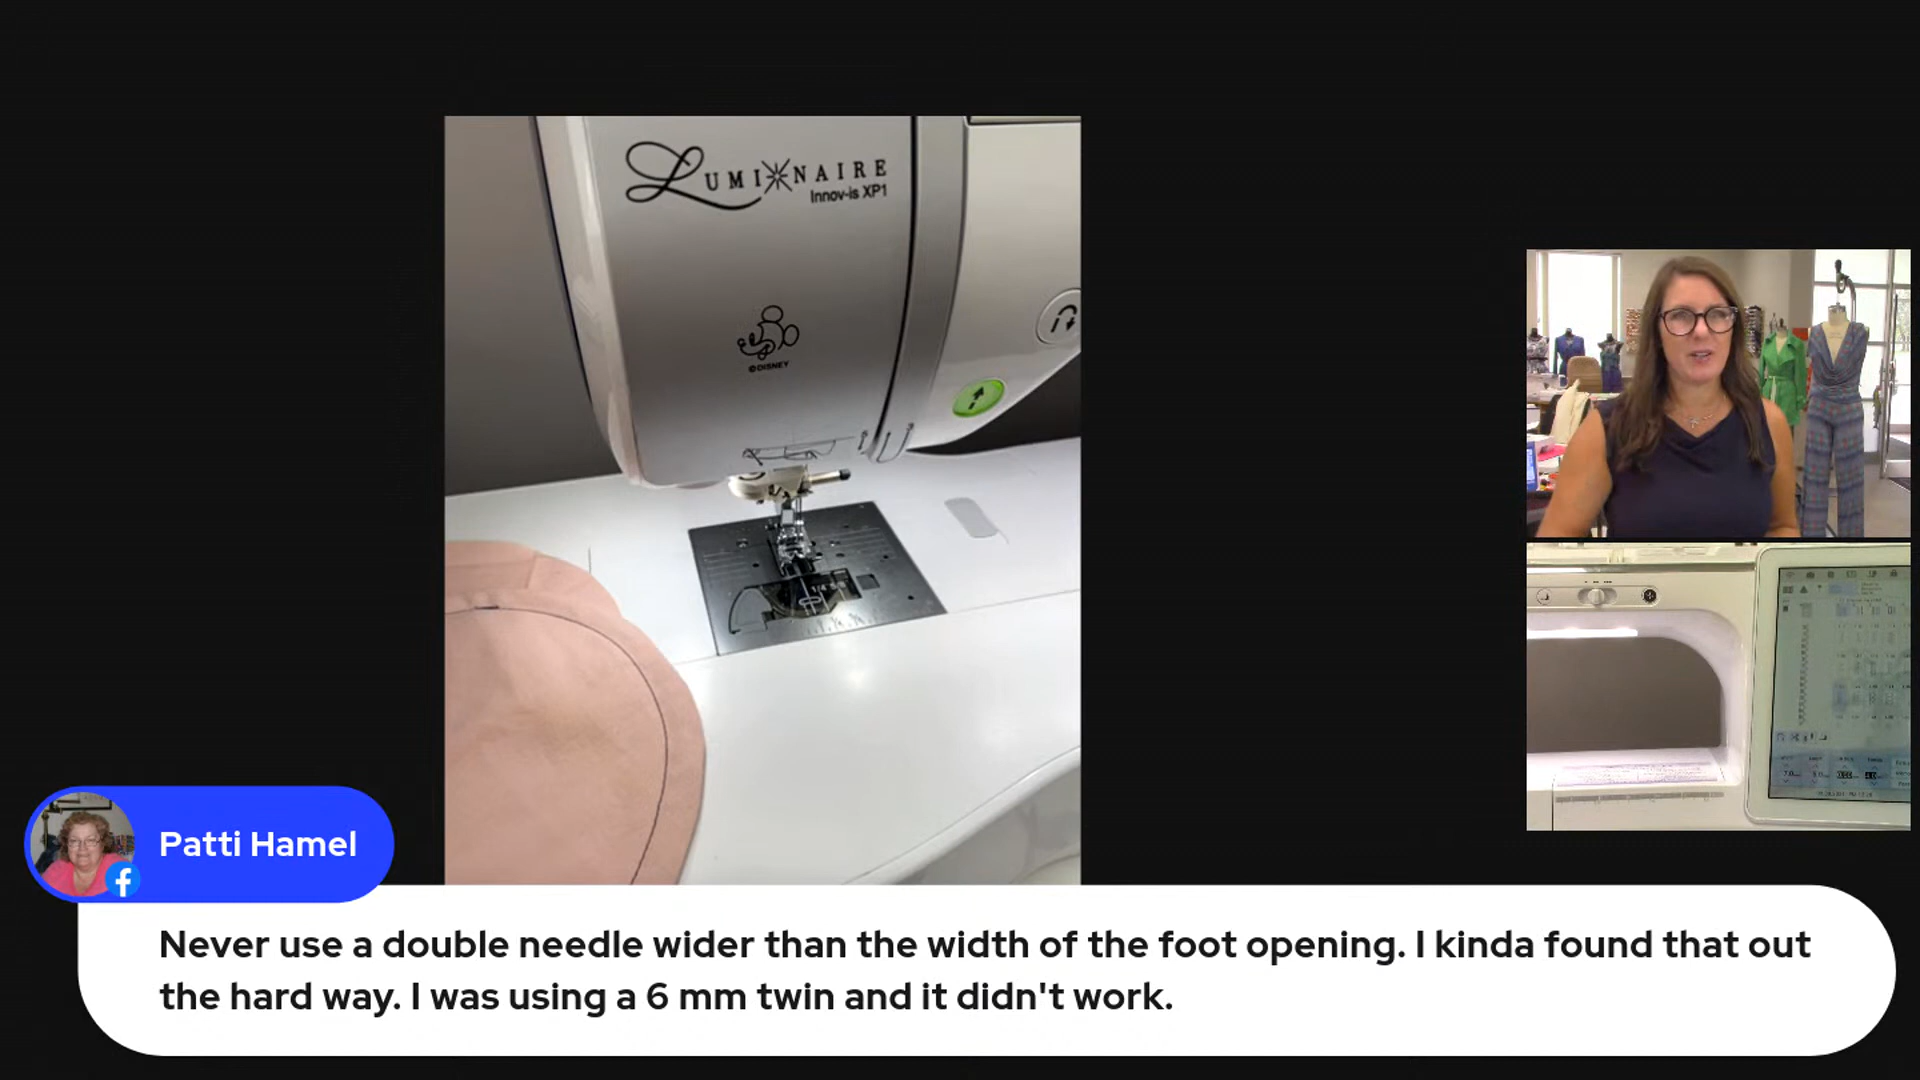 LUMINAIRE
Innov-is XP1
©DISNEY
Patti Hamel
Never use a double needle wider than the width of the foot opening. I kinda found that out
the hard way. I was using a 6 mm twin and it didn't work.